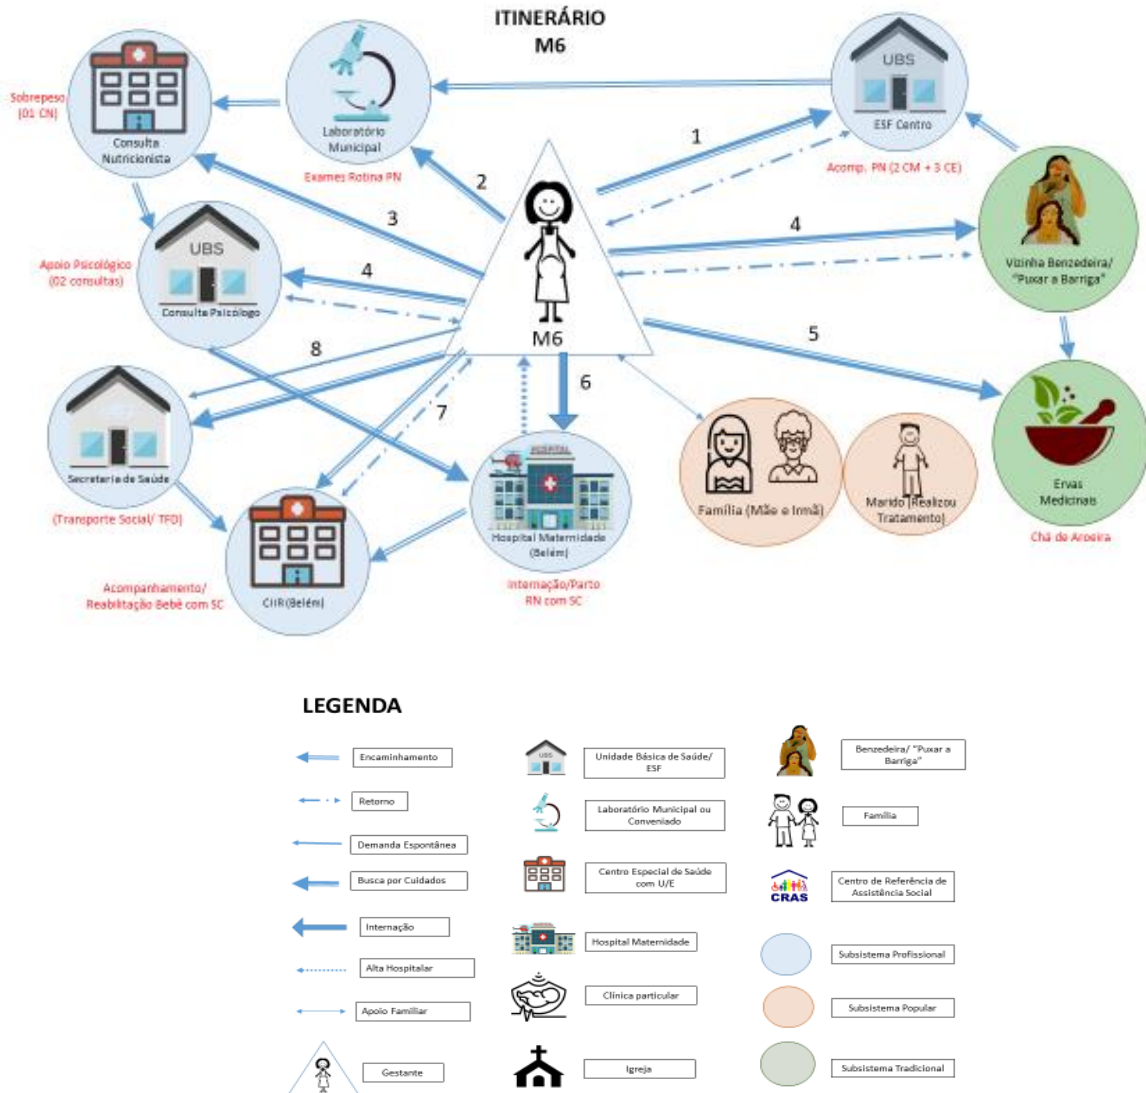 ITINERÁRIO
M6
UBS
ESF Centro
Acomp. PN (2 CM + 3 CE)
Laboratório
Municipal
Exames Rotina PN
Sobrepeso
(01 CN)
Consulta
Nutricionista
1
2
3
4
4
5
6
7
8
M6
Vizinha Benzedeira/
"Puxar a Barriga"
UBS
Consulta Psicólogo
Apoio Psicológico
(02 consultas)
Secretaria de Saúde
(Transporte Social/ TFD)
CIIR (Belém)
Acompanhamento/
Reabilitação Bebê com SC
HOSPITAL
Hospital Maternidade
(Belém)
Internação/Parto
RN com SC
Família (Mãe e Irmã)
Marido (Realizou
Tratamento)
Ervas
Medicinais
Chá de Aroeira
LEGENDA
Encaminhamento
Retorno
Demanda Espontânea
Busca por Cuidados
Internação
Alta Hospitalar
Apoio Familiar
Gestante
UBS
Unidade Básica de Saúde/
ESF
Laboratório Municipal ou
Conveniado
Centro Especial de Saúde
com U/E
Hospital Maternidade
Clínica particular
Igreja
Benzedeira/ "Puxar a
Barriga"
Família
CRAS
Centro de Referência de
Assistência Social
Subsistema Profissional
Subsistema Popular
Subsistema Tradicional